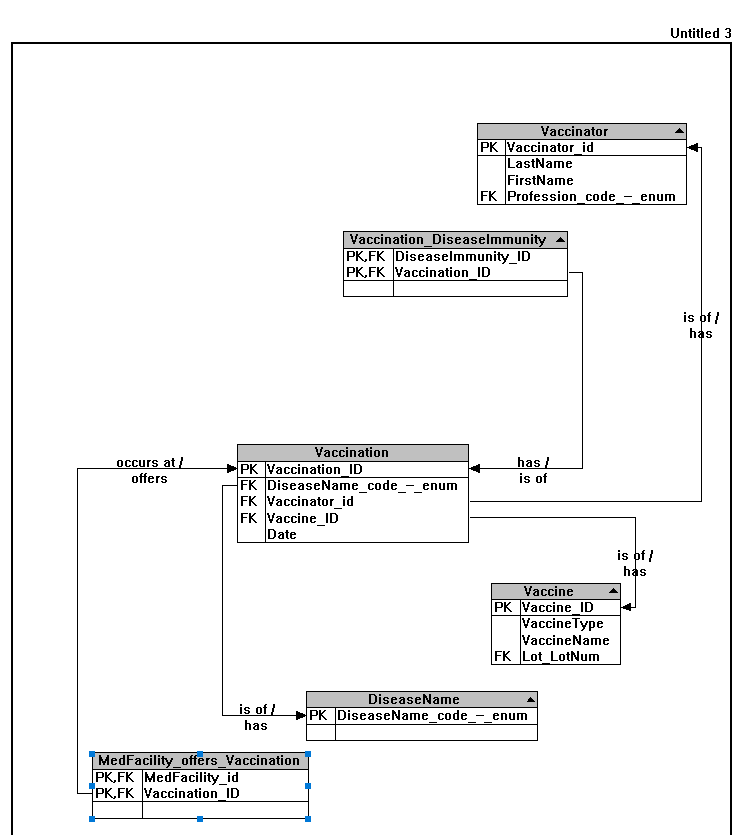 Untitled 3
Vaccinator
PK Vaccinator_id
LastName
FirstName
FK Profession_code_–_enum
Vaccination_DiseaseImmunity
PK,FK DiseaseImmunity_ID
PK,FK Vaccination_ID
is of /
has
Vaccination
PK Vaccination_ID
FK DiseaseName_code_–_enum
FK Vaccinator_id
FK Vaccine_ID
Date
occurs at /
offers
has /
is of
is of /
has
Vaccine
PK Vaccine_ID
VaccineType
VaccineName
FK Lot_LotNum
DiseaseName
PK DiseaseName_code_–_enum
is of /
has
MedFacility_offers_Vaccination
PK,FK MedFacility_id
PK,FK Vaccination_ID